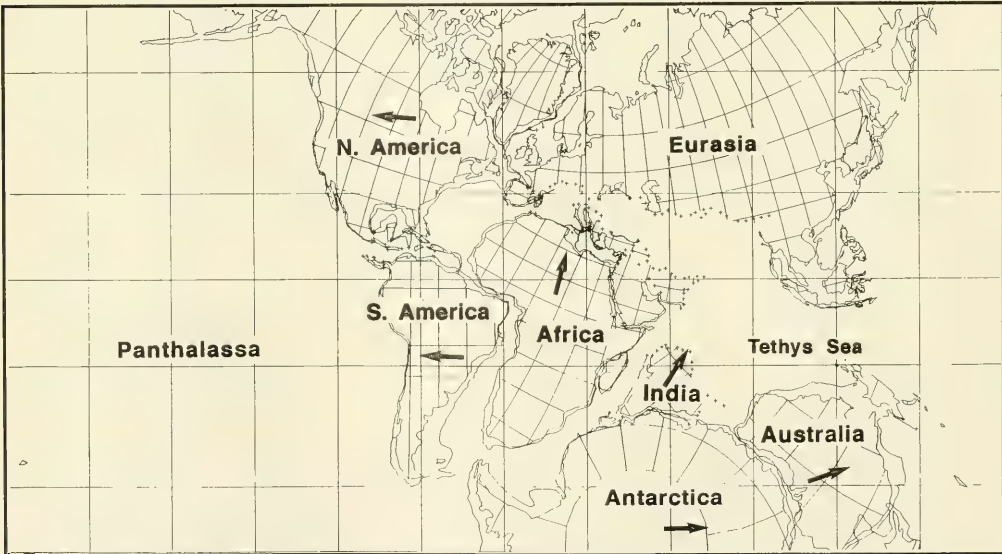 N. America
Eurasia
S. America
Africa
Panthalassa
Tethys Sea
India
Australia
Antarctica